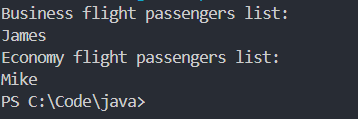 Business flight passengers list:
James
Economy flight passengers list:
Mike
PS C:\Code\java>